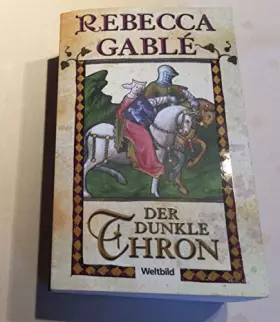 REBECCA
GABLÉ
DER
DUNKLE
THRON
Weltbild